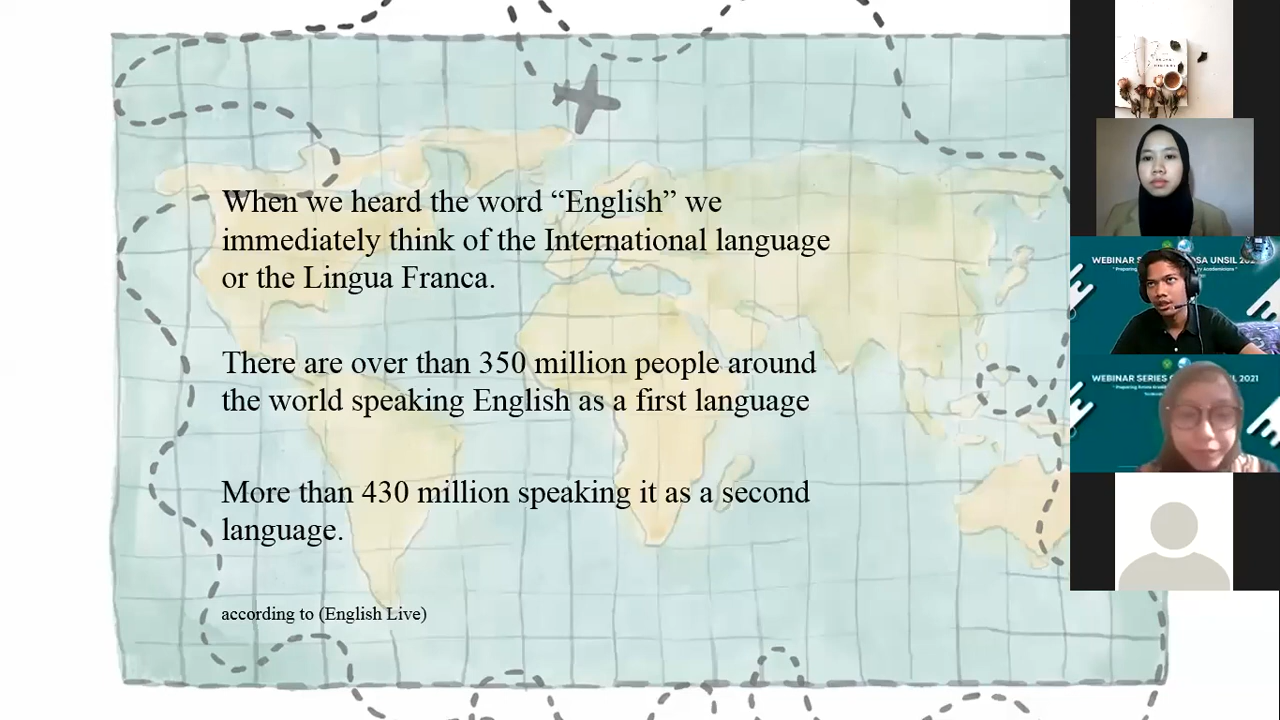 When we heard the word “English” we
immediately think of the International language
or the Lingua Franca.
There are over than 350 million people around
the world speaking English as a first language
More than 430 million speaking it as a second
language.
according to (English Live)
WEBINAR
UNSIL
WEBINAR SERIES
UNSIL 2021